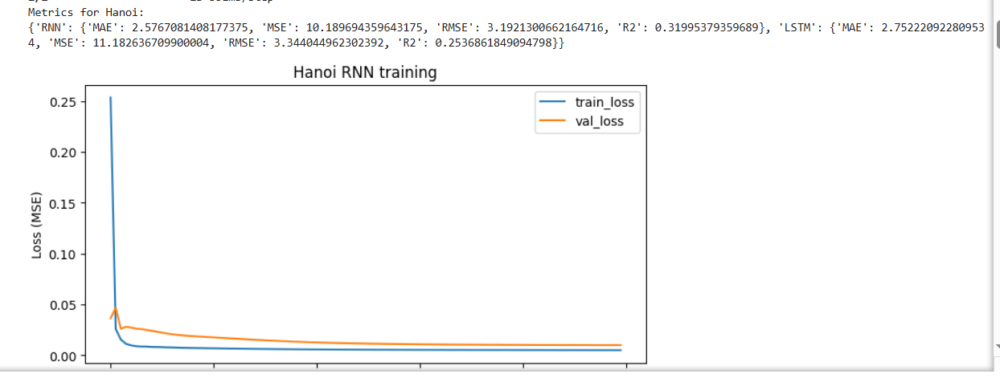 Metrics for Hanoi:
{'RNN': {'MAE': 2.5767081408177375, 'MSE': 10.189694359643175, 'RMSE': 3.1921300662164716, 'R2': 0.31995379359689}, 'LSTM': {'MAE': 2.75222092280953
4, 'MSE': 11.182636709900004, 'RMSE': 3.344044962302392, 'R2': 0.2536861849094798}}
Hanoi RNN training
train_loss
val_loss
0.25
0.20
0.15
0.10
0.05
0.00
Loss (MSE)